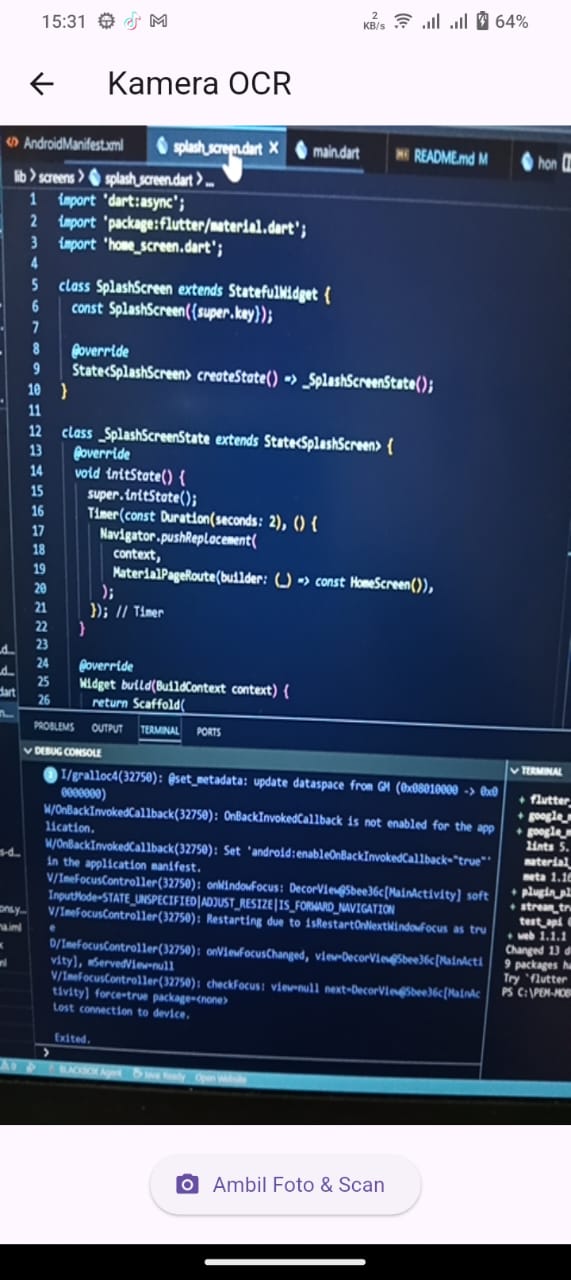 15:31
2 KB/s
64%
Kamera OCR
AndroidManifest.xml
splash_screen.dart
main.dart
README.md M
hon
lib > screens > splash_screen.dart > ...
1 import 'dart:async';
2 import 'package:flutter/material.dart';
3 import 'home_screen.dart';
4
5 class SplashScreen extends StatefulWidget {
6 const SplashScreen({super.key});
7
8 @override
9 State<SplashScreen> createState() => _SplashScreenState();
10 }
11
12 class _SplashScreenState extends State<SplashScreen> {
13 @override
14 void initState() {
15 super.initState();
16 Timer(const Duration(seconds: 2), () {
17 Navigator.pushReplacement(
18 context,
19 MaterialPageRoute(builder: (_) => const HomeScreen()),
20 );
21 }); // Timer
22 }
23
24 @override
25 Widget build(BuildContext context) {
26 return Scaffold(
PROBLEMS OUTPUT TERMINAL PORTS
DEBUG CONSOLE
I/gralloc4(32750): @set_metadata: update dataspace from GM (0x08010000 -> 0x0
0000000)
W/OnBackInvokedCallback(32750): OnBackInvokedCallback is not enabled for the app
lication.
W/OnBackInvokedCallback(32750): Set 'android:enableOnBackInvokedCallback="true"'
in the application manifest.
V/ImeFocusController(32750): onWindowFocus: DecorView@5bee36c[MainActivity] soft
InputMode=STATE_UNSPECIFIED|ADJUST_RESIZE|IS_FORWARD_NAVIGATION
V/ImeFocusController(32750): Restarting due to isRestartOnNextWindowFocus as tru
e
D/ImeFocusController(32750): onViewFocusChanged, view=DecorView@5bee36c[MainActi
vity], mServedView=null
V/ImeFocusController(32750): checkFocus: view=null next=DecorView@5bee36c[MainAc
tivity] force=true package=<none>
Lost connection to device.
Exited.
TERMINAL
+ flutter_
+ google_m
+ google_m
lints 5.
material_
meta 1.16
+ plugin_pl
+ stream_tr
test_api
+ web 1.1.1
Changed 13 d
9 packages ha
Try `flutter
PS C:\PEM-MOB
BLACKBOX Agent
Java Ready
Open Website
Ambil Foto & Scan